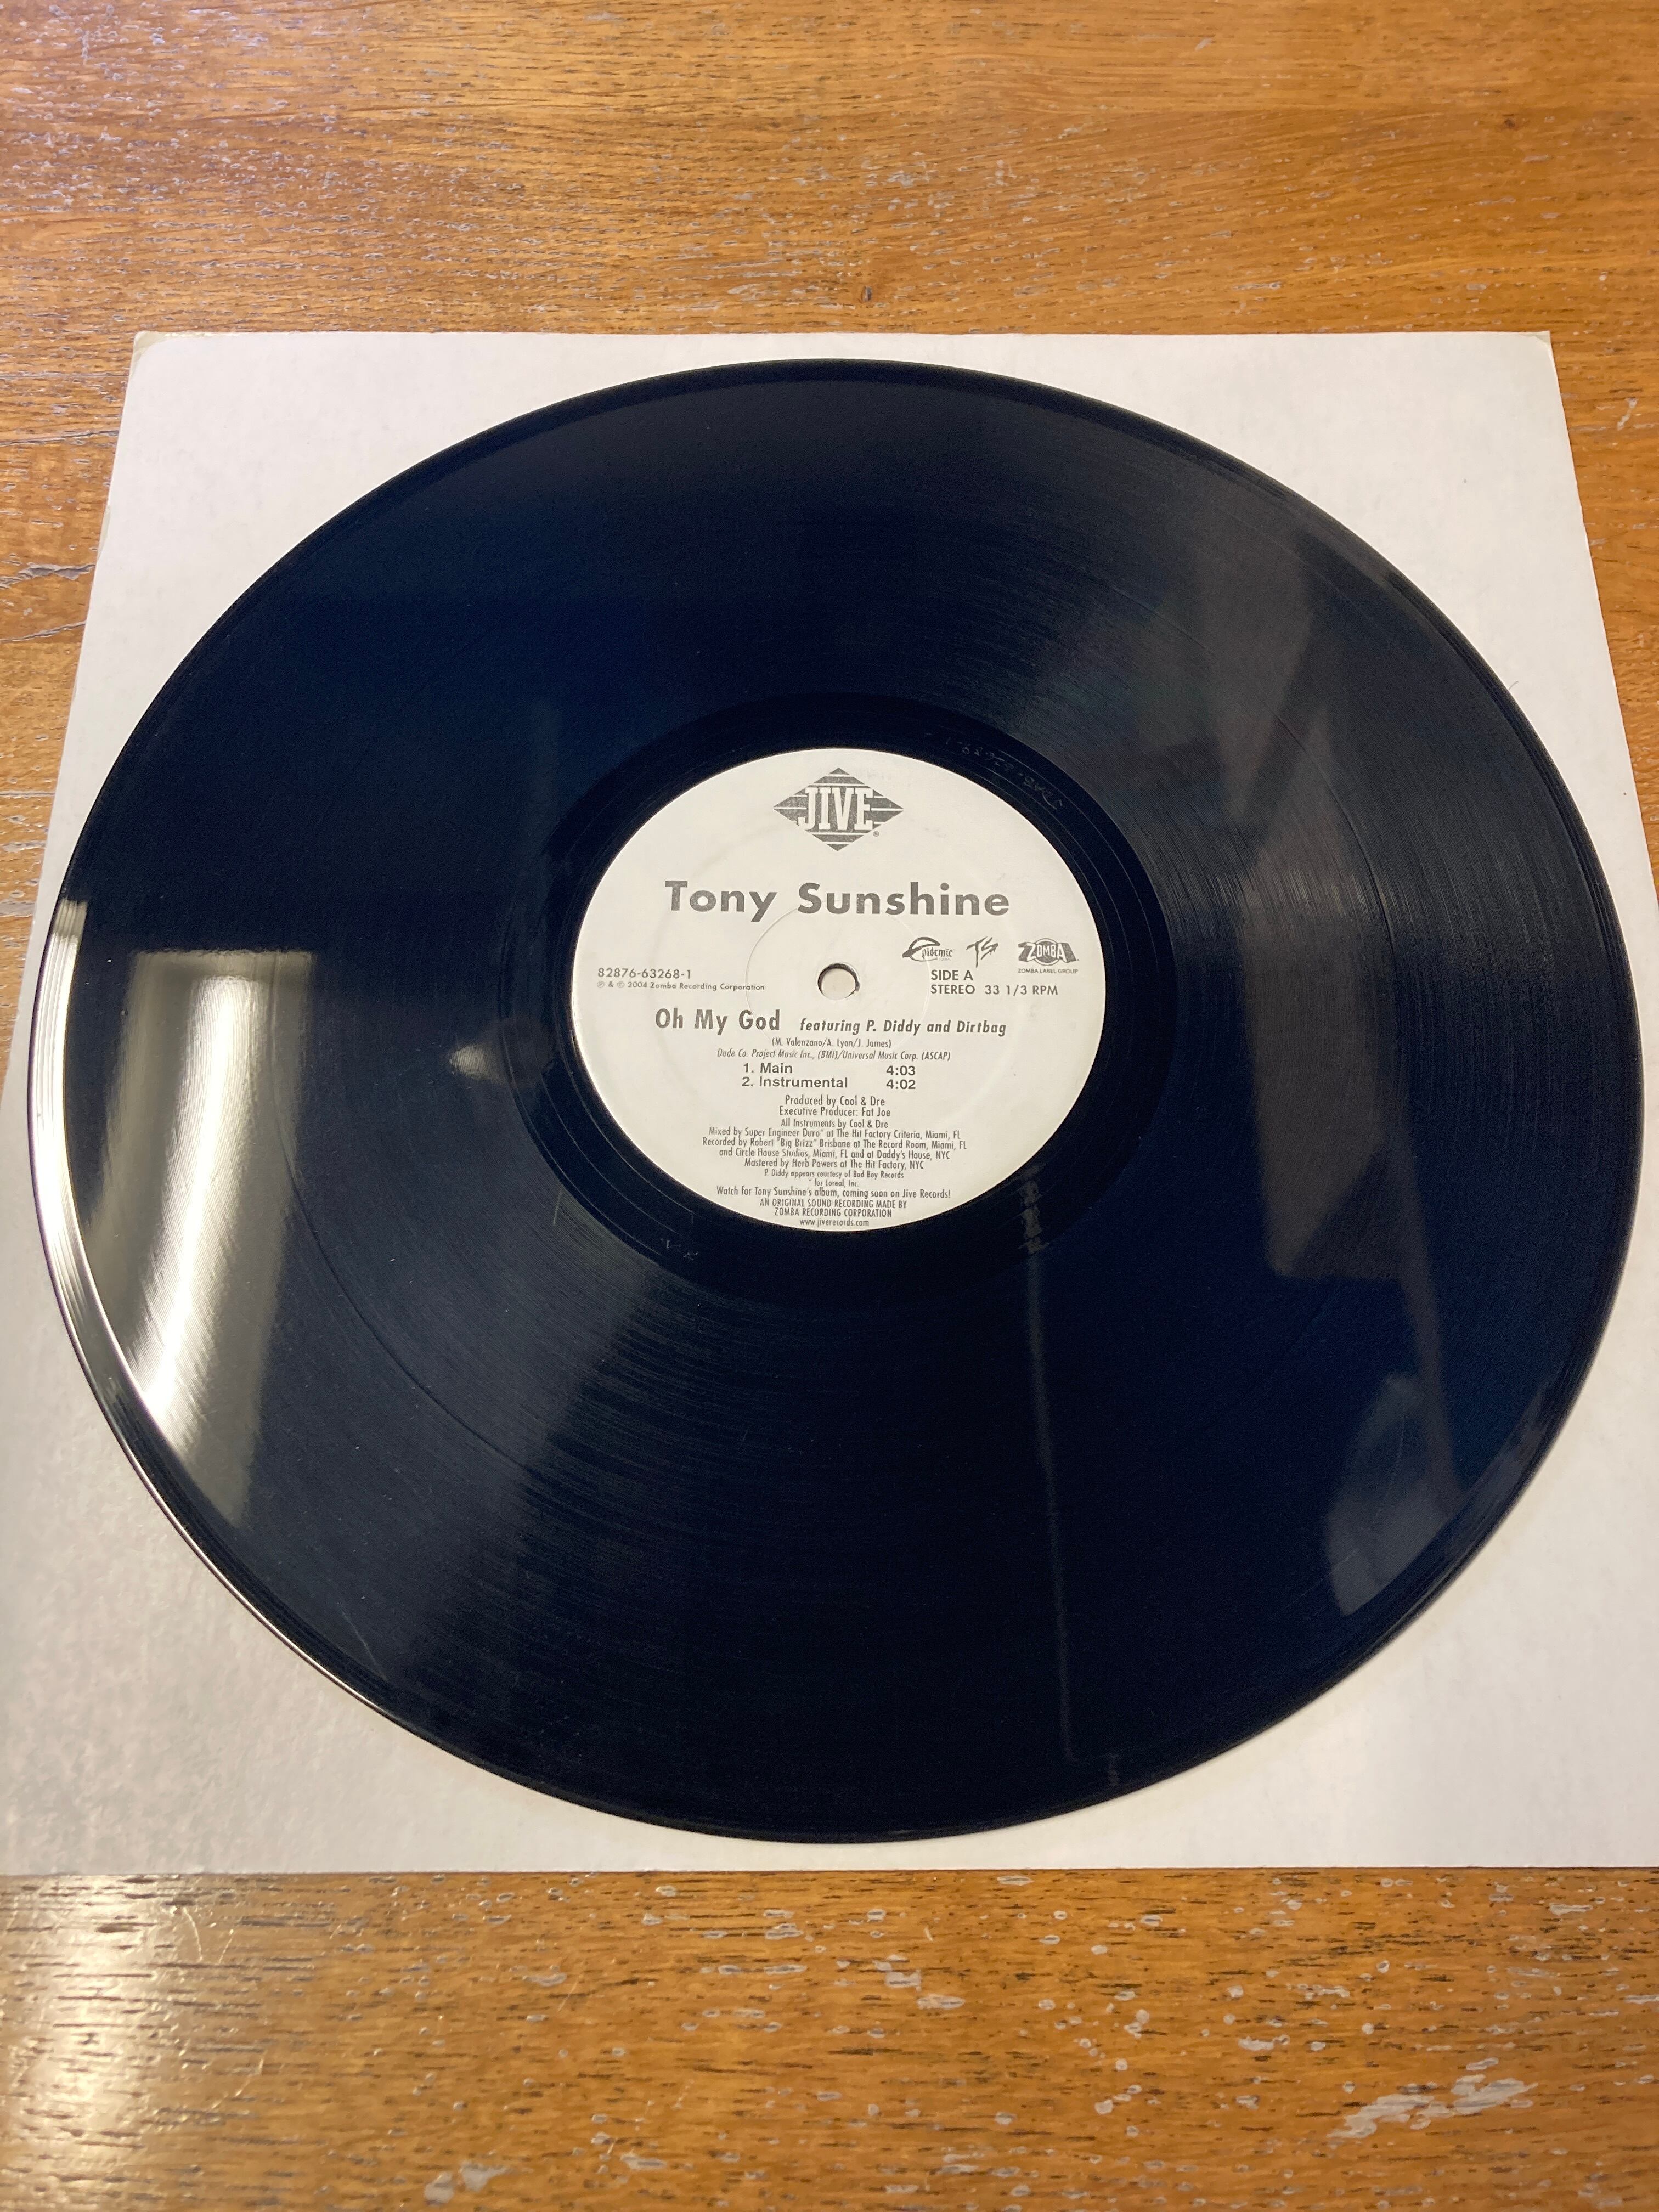 JIVE®
Tony Sunshine
Epidemic TS ZOMBA
ZOMBA LABEL GROUP
82876-63268-1
℗ & © 2004 Zomba Recording Corporation
SIDE A
STEREO 33 1/3 RPM
Oh My God featuring P. Diddy and Dirtbag
(M. Valenzano/A. Lyon/J. James)
Dade Co. Project Music Inc., (BMI)/Universal Music Corp. (ASCAP)
1. Main 4:03
2. Instrumental 4:02
Produced by Cool & Dre
Executive Producer: Fat Joe
All Instruments by Cool & Dre
Mixed by Super Engineer Duro* at The Hit Factory Criteria, Miami, FL
Recorded by Robert "Big Brizz" Brisbane at The Record Room, Miami, FL
and Circle House Studios, Miami, FL and at Daddy's House, NYC
Mastered by Herb Powers at The Hit Factory, NYC
P. Diddy appears courtesy of Bad Boy Records
* for Loreal, Inc.
Watch for Tony Sunshine's album, coming soon on Jive Records!
AN ORIGINAL SOUND RECORDING MADE BY
ZOMBA RECORDING CORPORATION
www.jiverecords.com